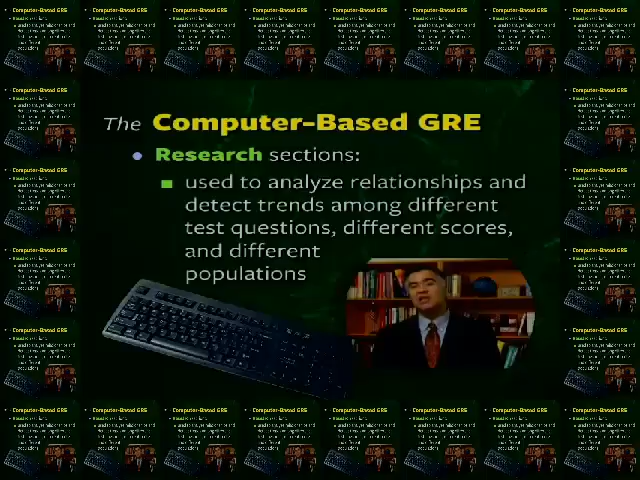 The Computer-Based GRE
Research sections:
used to analyze relationships and
detect trends among different
test questions, different scores,
and different
populations